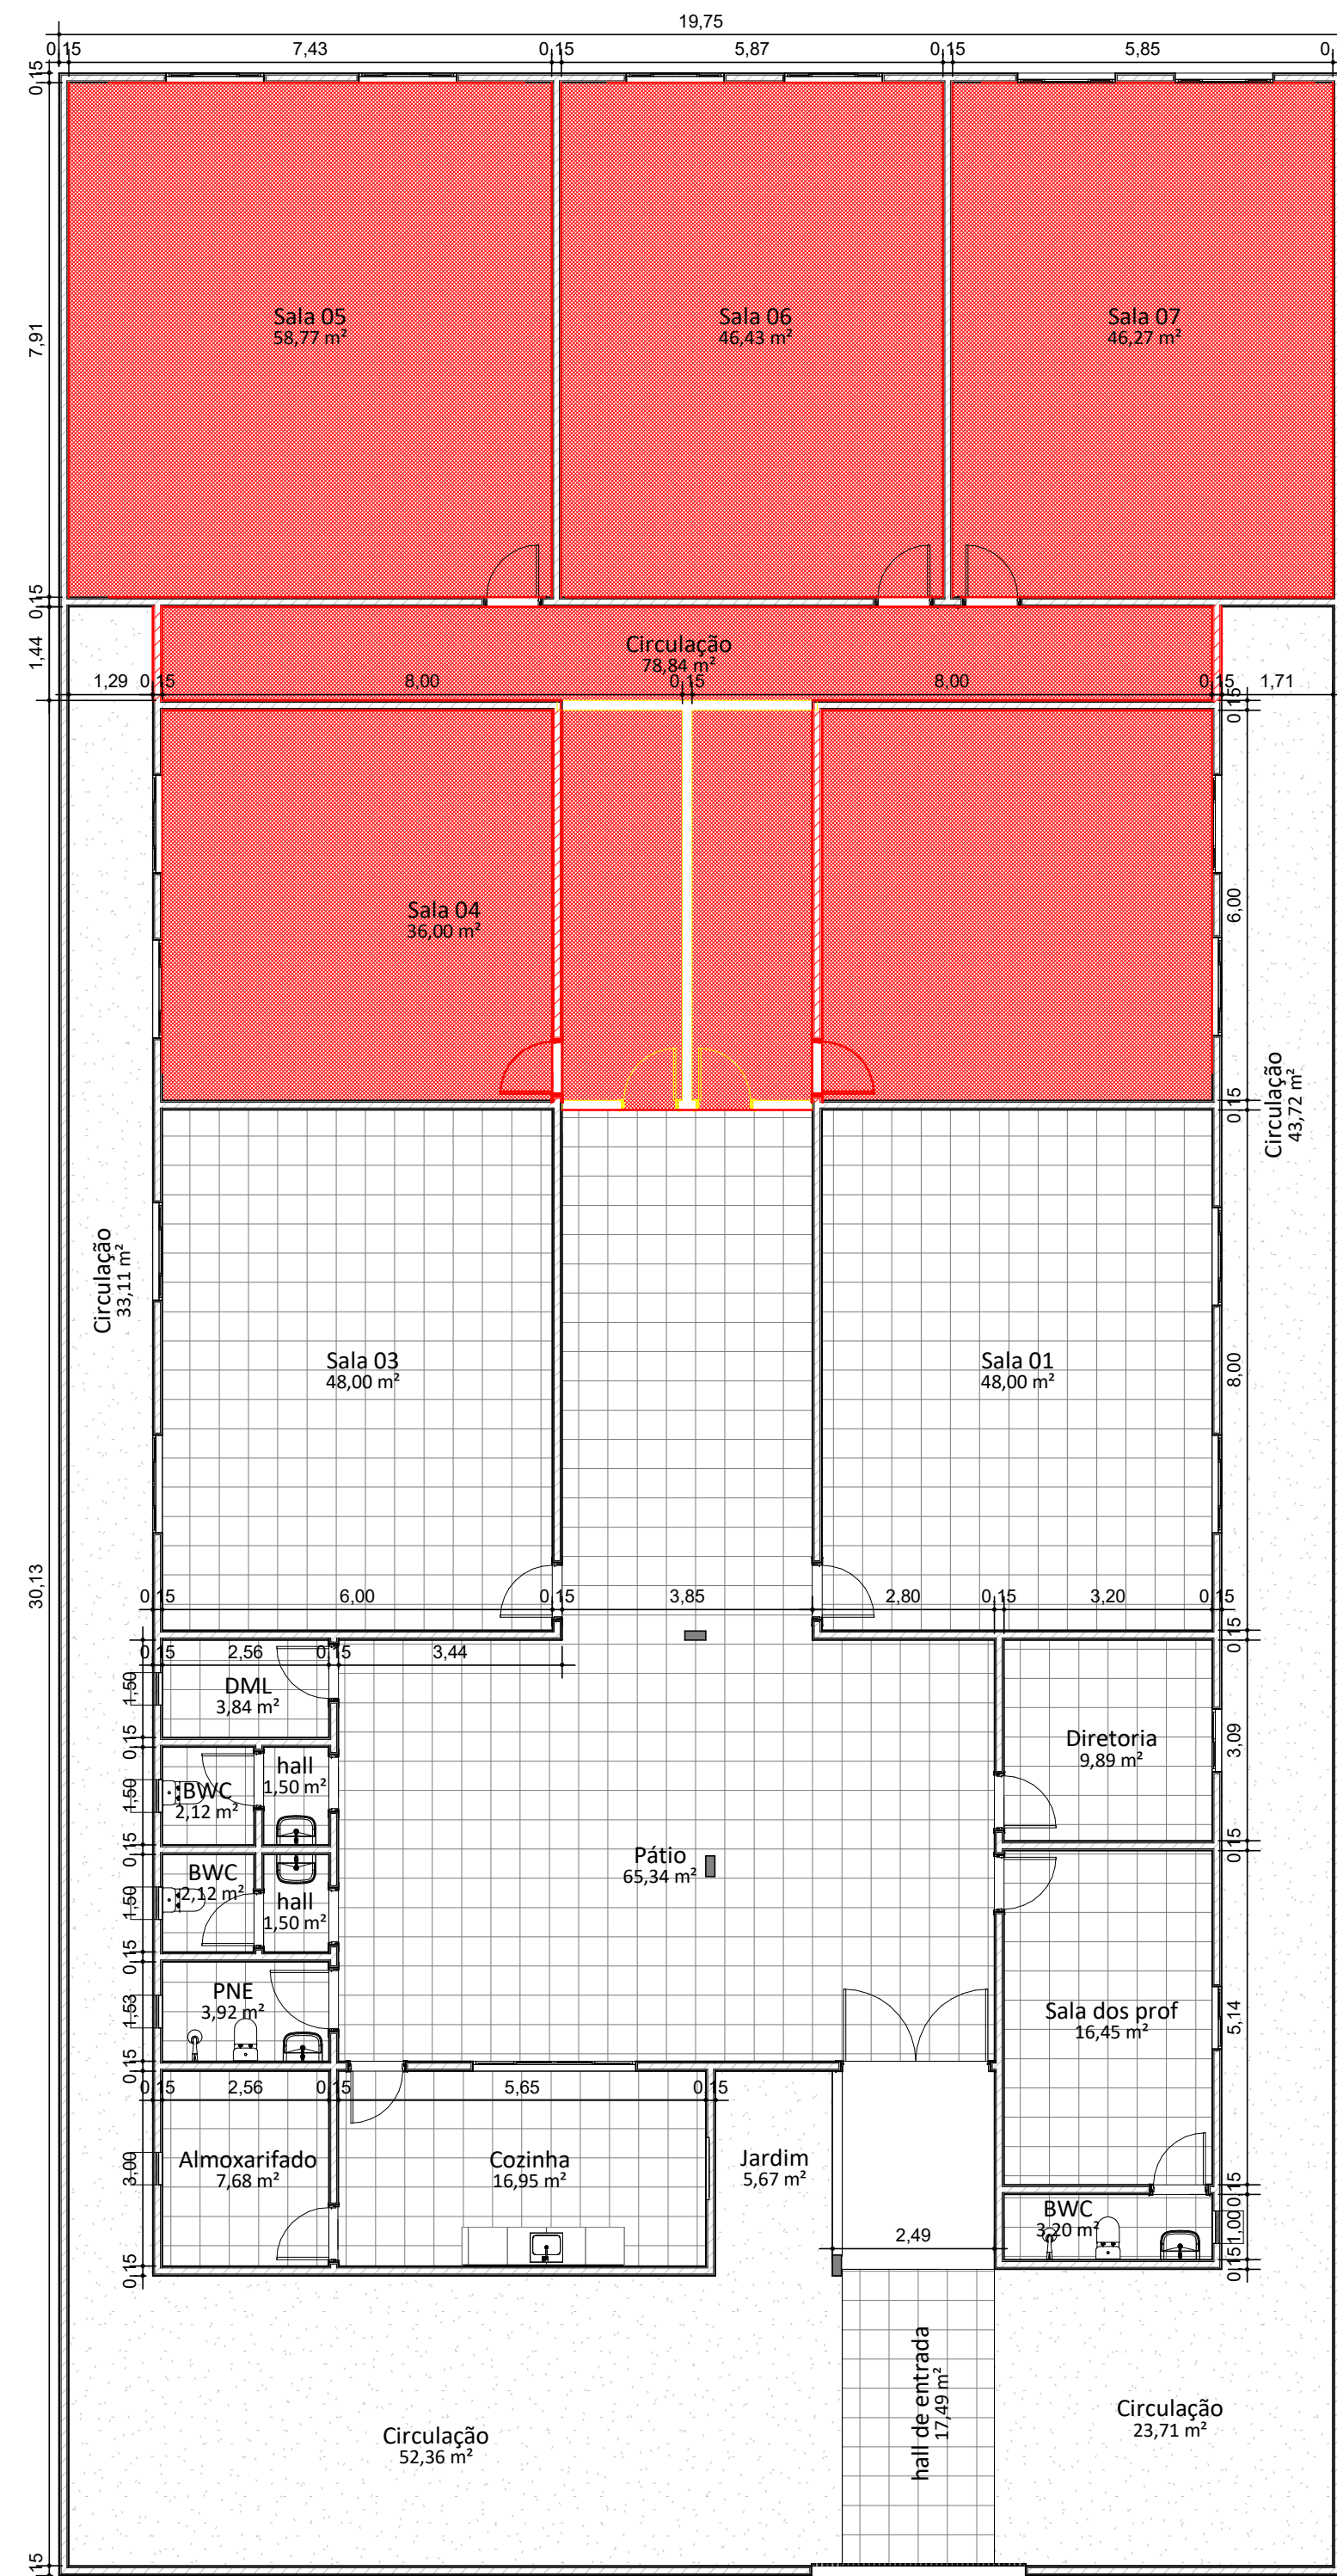 19,75
0,15 7,43 0,15 5,87 0,15 5,85 0,
0,15
Sala 05
58,77 m²
Sala 06
46,43 m²
Sala 07
46,27 m²
7,91
0,15
1,44
Circulação
78,84 m²
1,29 0,15 8,00 0,15 8,00 0,15 1,71
0,15
Sala 04
36,00 m²
6,00
0,15
Circulação
43,72 m²
Circulação
33,11 m²
Sala 03
48,00 m²
Sala 01
48,00 m²
8,00
30,13
0,15 6,00 0,15 3,85 2,80 0,15 3,20 0,15
0,15
0,15 2,56 0,15 3,44
1,50
DML
3,84 m²
Diretoria
9,89 m²
3,09
0,15
hall
1,50 m²
BWC
2,12 m²
1,50
0,15
0,15
Pátio
65,34 m²
BWC
2,12 m²
hall
1,50 m²
1,50
0,15
PNE
3,92 m²
1,53
Sala dos prof
16,45 m²
5,14
0,15
0,15 2,56 0,15 5,65 0,15
3,00
Almoxarifado
7,68 m²
Cozinha
16,95 m²
Jardim
5,67 m²
0,15
BWC
3,20 m²
1,00
2,49
0,15
0,15
hall de entrada
17,49 m²
Circulação
23,71 m²
Circulação
52,36 m²
15